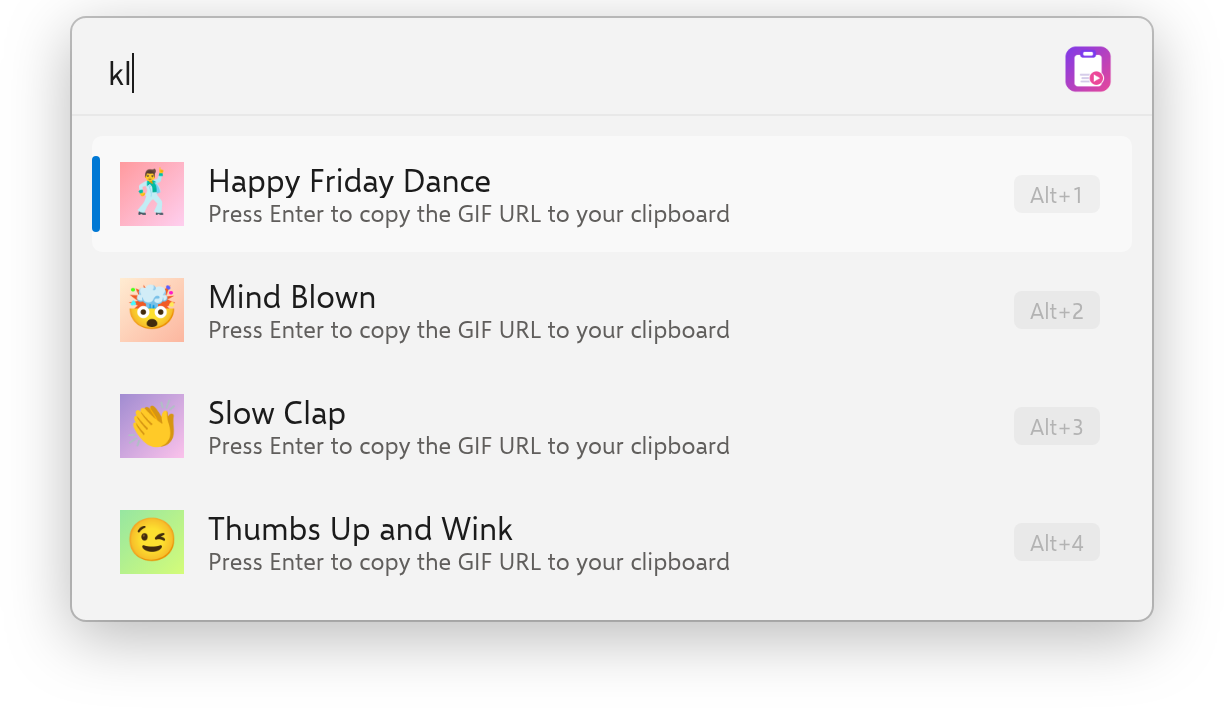 kl
Happy Friday Dance
Press Enter to copy the GIF URL to your clipboard
Alt+1
Mind Blown
Press Enter to copy the GIF URL to your clipboard
Alt+2
Slow Clap
Press Enter to copy the GIF URL to your clipboard
Alt+3
Thumbs Up and Wink
Press Enter to copy the GIF URL to your clipboard
Alt+4